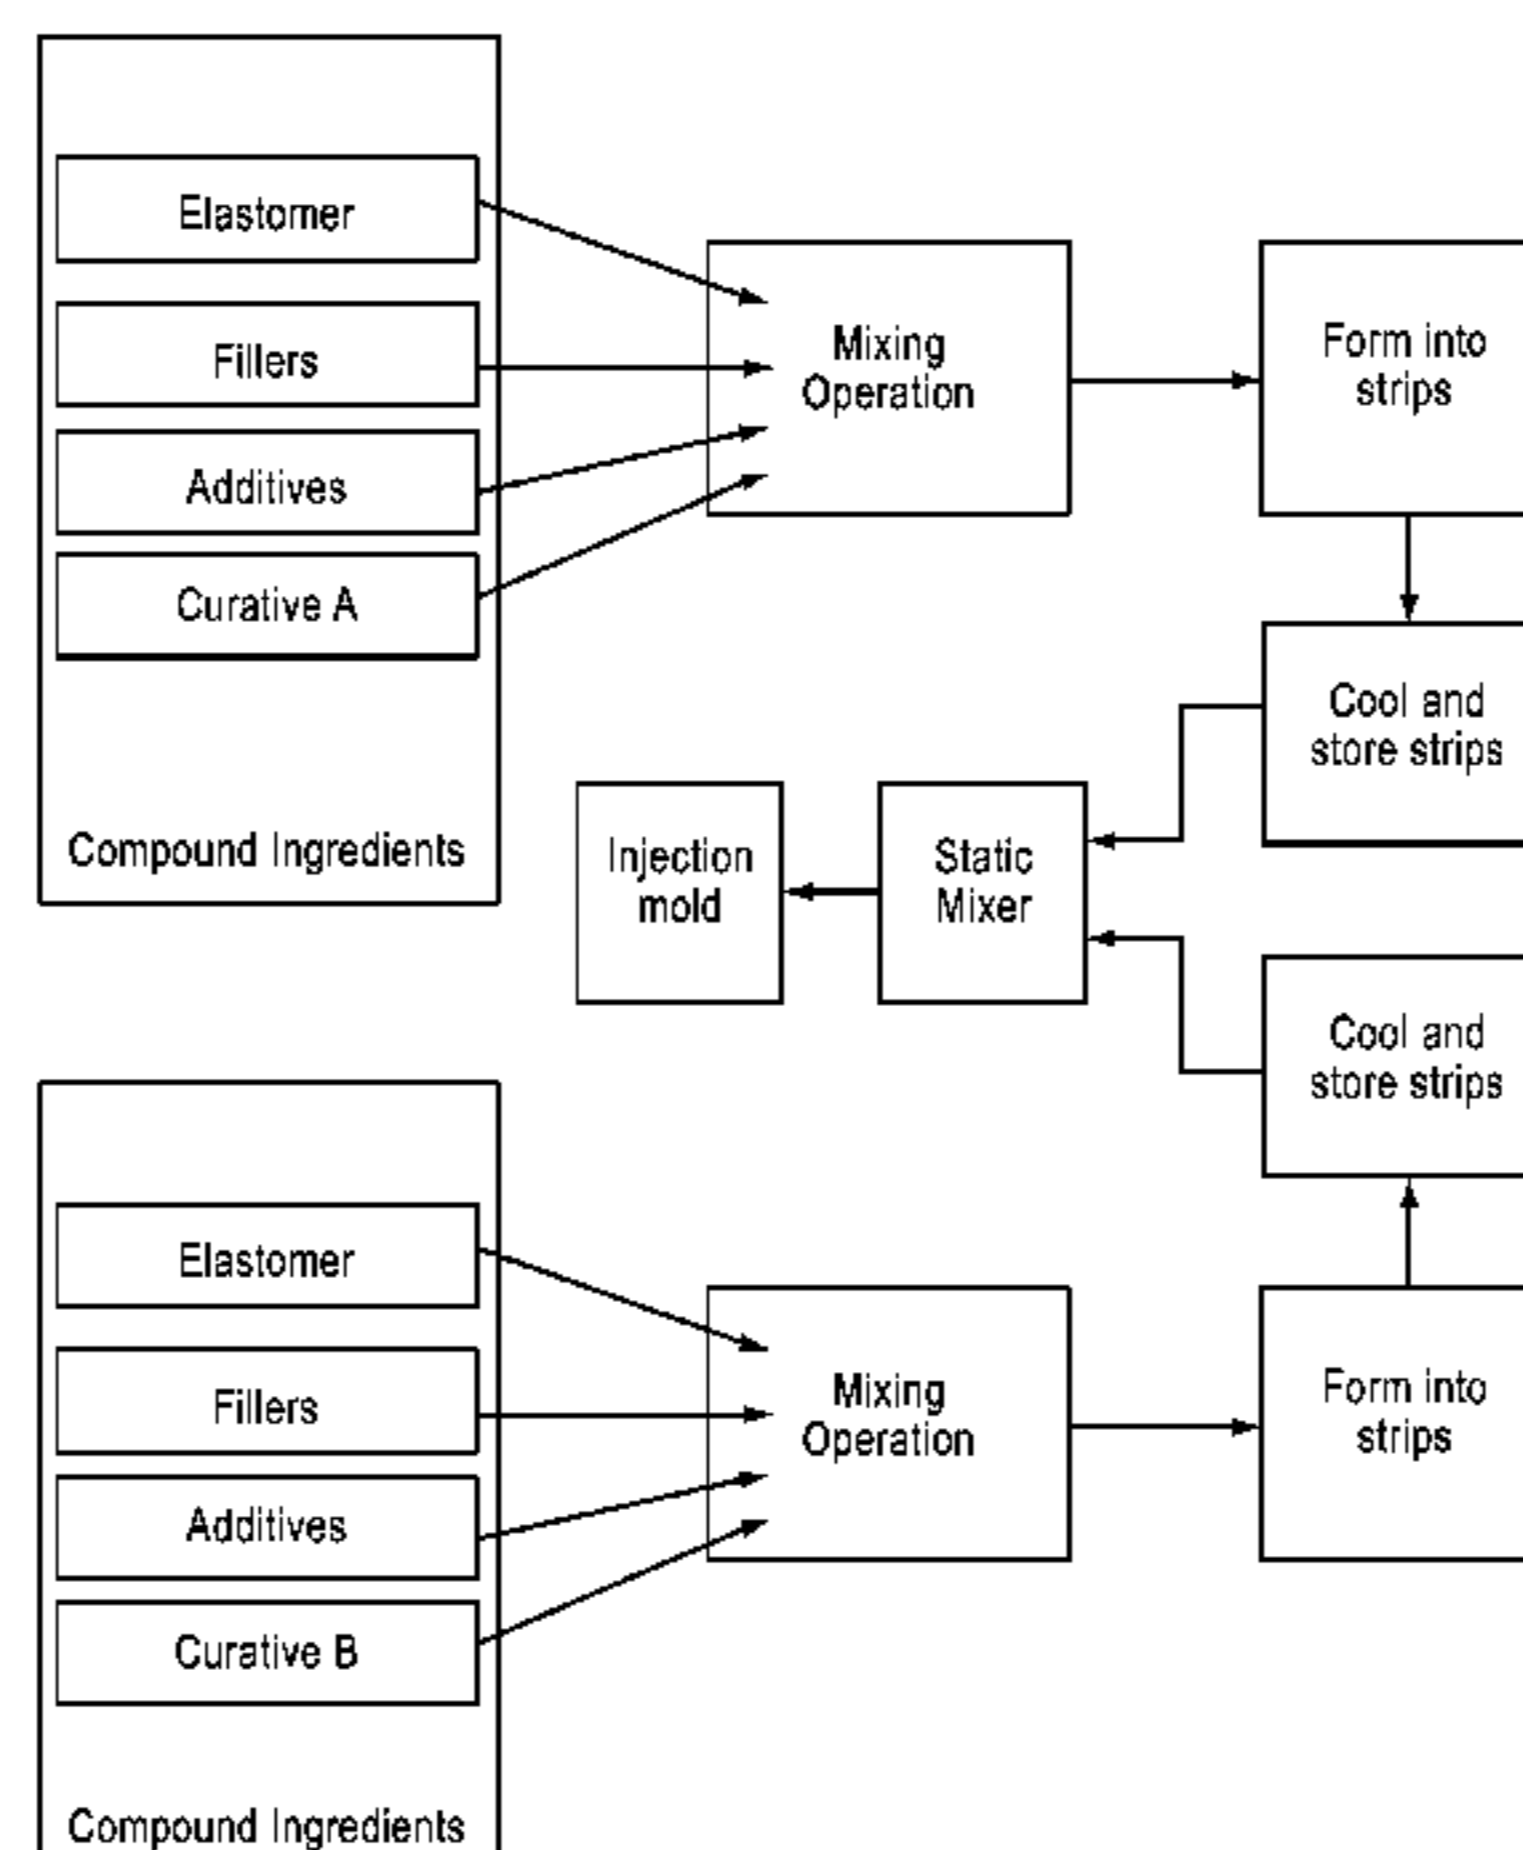 Elastomer
Fillers
Additives
Curative A
Compound Ingredients
Mixing
Operation
Form into
strips
Cool and
store strips
Static
Mixer
Injection
mold
Cool and
store strips
Elastomer
Fillers
Additives
Curative B
Compound Ingredients
Mixing
Operation
Form into
strips